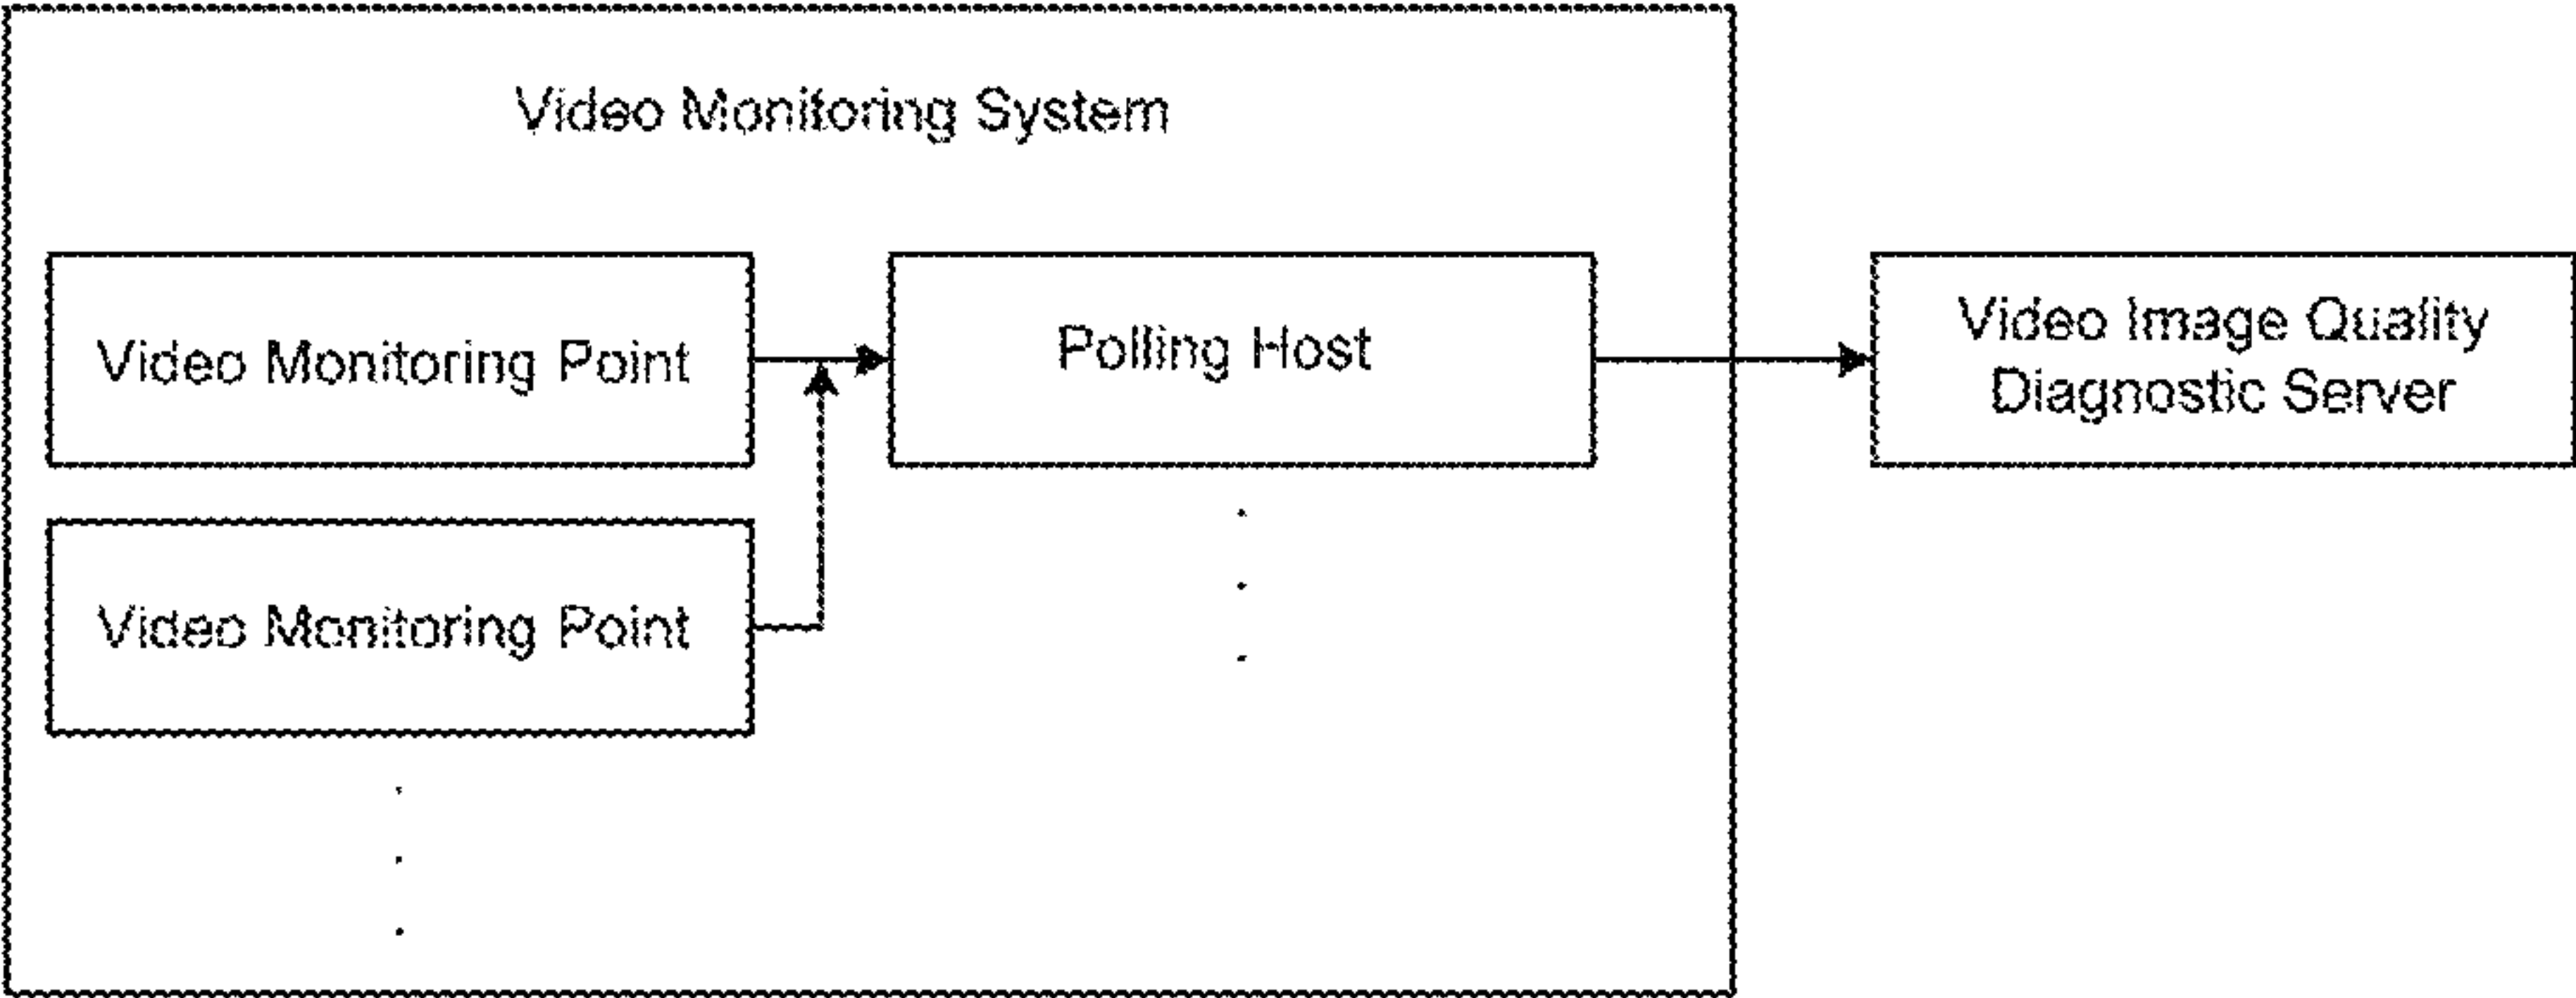 Video Monitoring System
Video Monitoring Point
Polling Host
Video Image Quality
Diagnostic Server
Video Monitoring Point